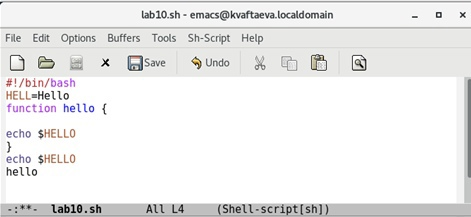 lab10.sh - emacs@kvaftaeva.localdomain
File Edit Options Buffers Tools Sh-Script Help
Save Undo
#!/bin/bash
HELL=Hello
function hello {
echo $HELLO
}
echo $HELLO
hello
-:**- lab10.sh All L4 (Shell-script[sh])